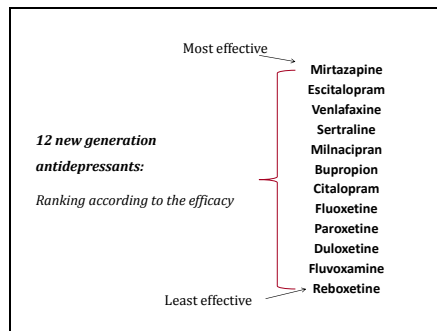 Most effective
Mirtazapine
Escitalopram
Venlafaxine
Sertraline
Milnacipran
Bupropion
Citalopram
Fluoxetine
Paroxetine
Duloxetine
Fluvoxamine
Reboxetine
12 new generation
antidepressants:
Ranking according to the efficacy
Least effective